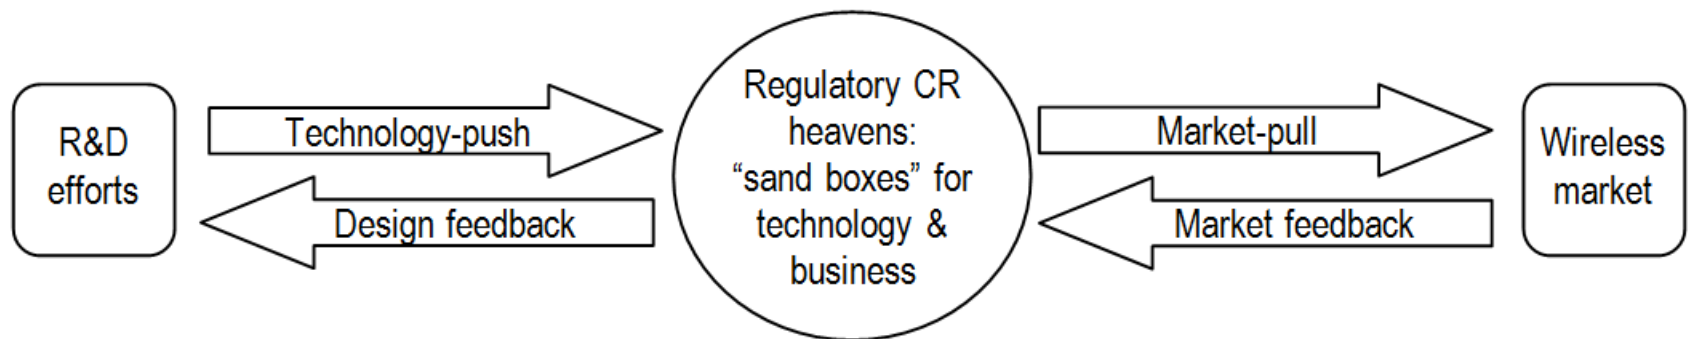 R&D
efforts
Technology-push
Design feedback
Regulatory CR
heavens:
“sand boxes” for
technology &
business
Market-pull
Market feedback
Wireless
market